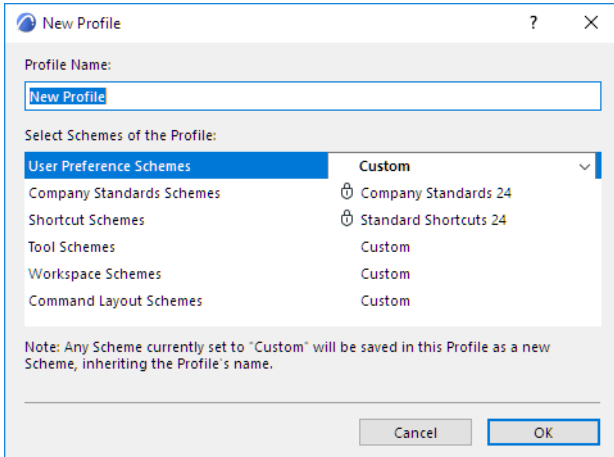 New Profile
?
Profile Name:
New Profile
Select Schemes of the Profile:
User Preference Schemes Custom
Company Standards Schemes Company Standards 24
Shortcut Schemes Standard Shortcuts 24
Tool Schemes Custom
Workspace Schemes Custom
Command Layout Schemes Custom
Note: Any Scheme currently set to "Custom" will be saved in this Profile as a new
Scheme, inheriting the Profile's name.
Cancel OK